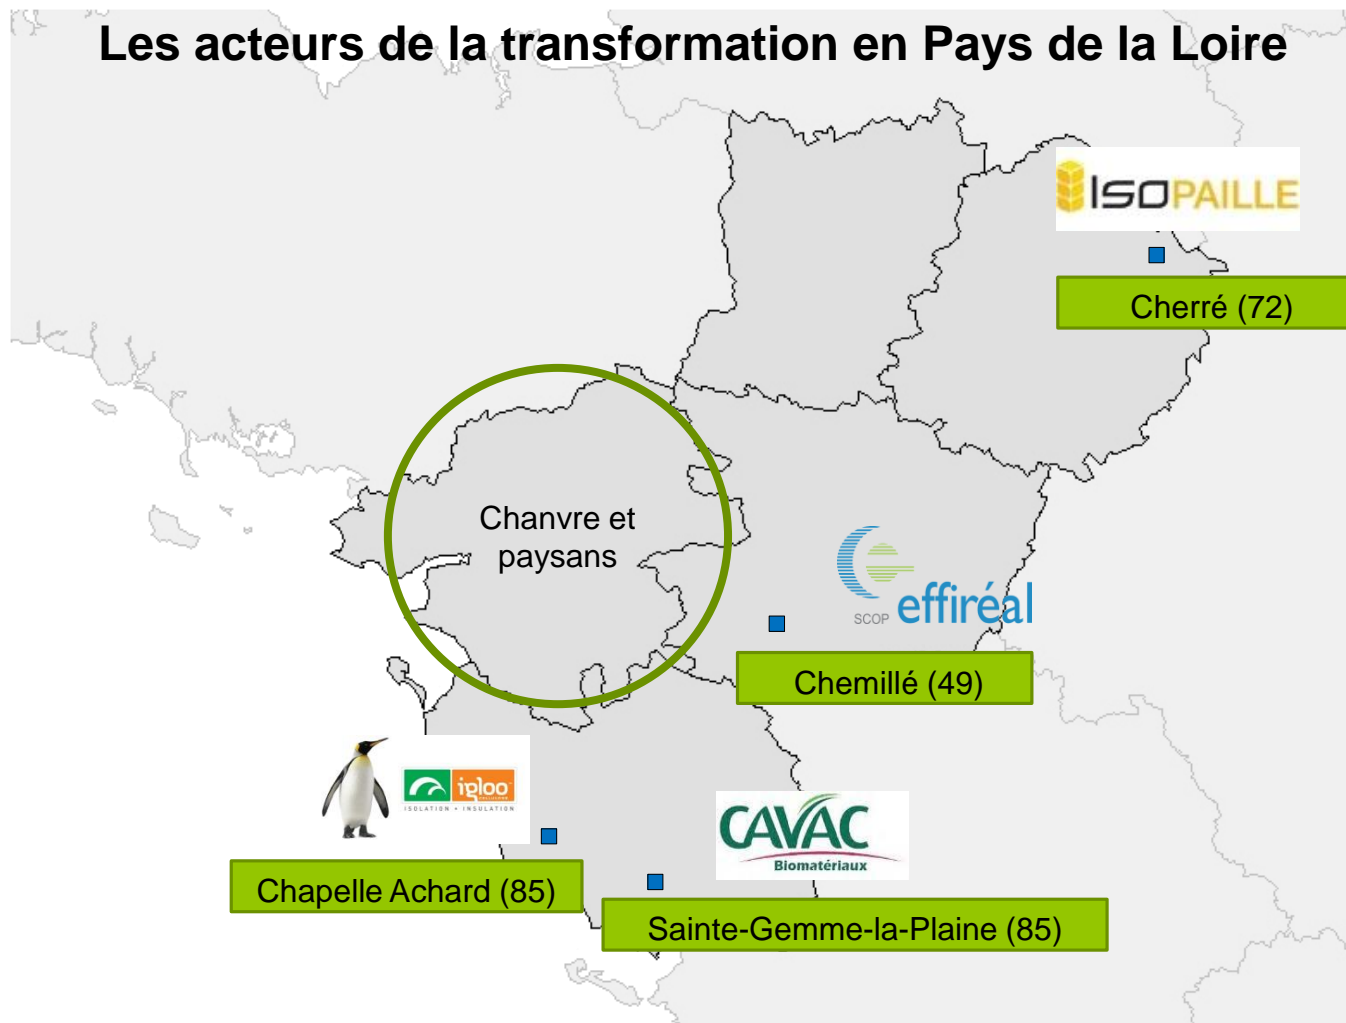 Les acteurs de la transformation en Pays de la Loire
ISOPAILLE
Cherré (72)
Chanvre et
paysans
SCOP effiréal
Chemillé (49)
igloo
ISOLATION • INSULATION
CAVAC
Biomatériaux
Chapelle Achard (85)
Sainte-Gemme-la-Plaine (85)